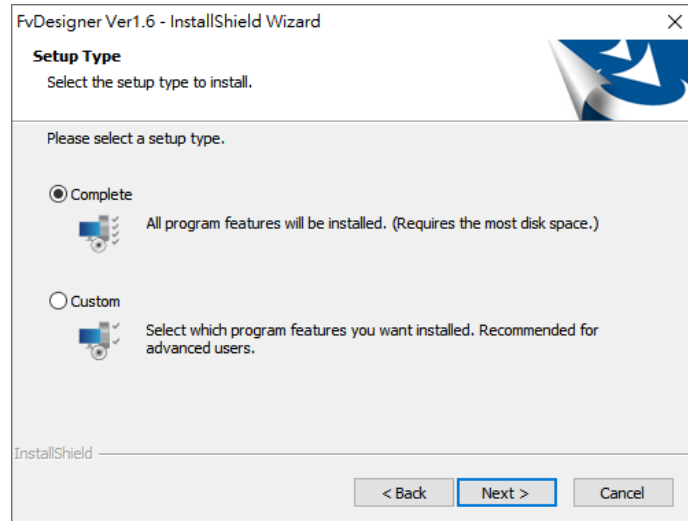 FvDesigner Ver1.6 - InstallShield Wizard
Setup Type
Select the setup type to install.
Please select a setup type.
Complete
All program features will be installed. (Requires the most disk space.)
Custom
Select which program features you want installed. Recommended for
advanced users.
InstallShield
< Back
Next >
Cancel